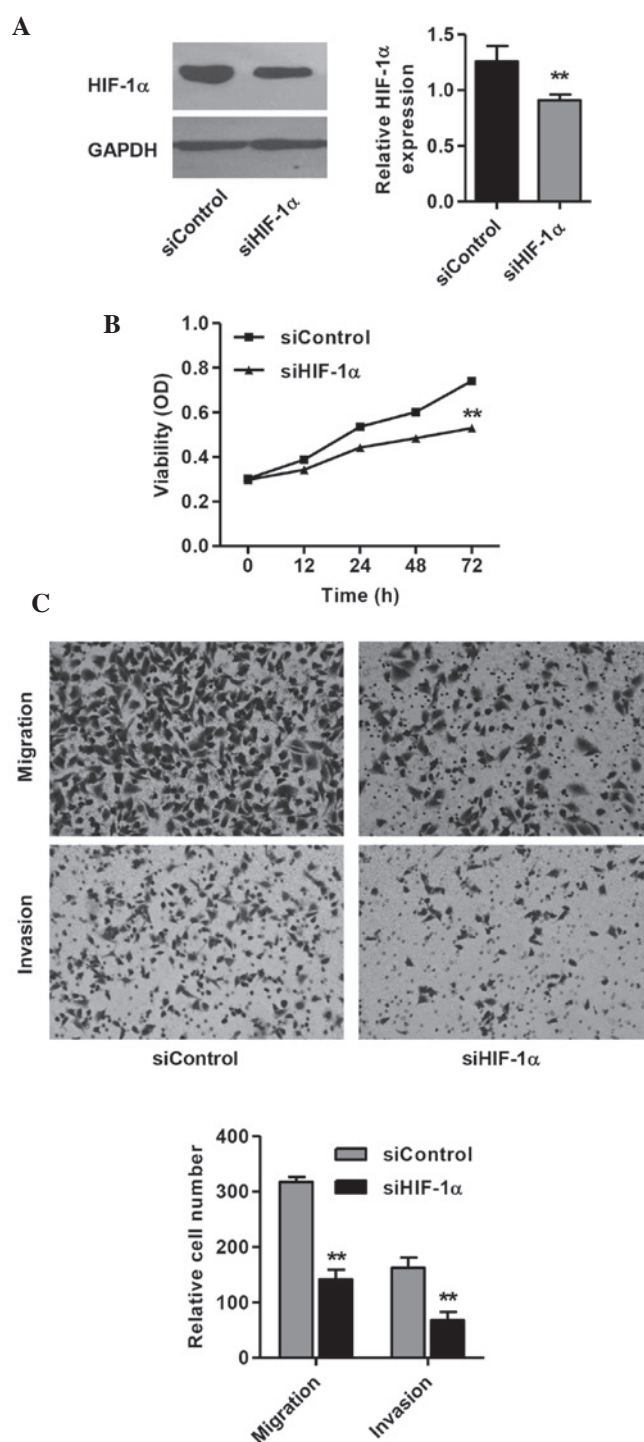 A
HIF-1α
GAPDH
siControl
siHIF-1α
Relative HIF-1α
expression
1.5
1.0
0.5
0.0
**
siControl
siHIF-1α
B
siControl
siHIF-1α
Viability (OD)
1.0
0.8
0.6
0.4
0.2
0.0
**
0 12 24 48 72
Time (h)
C
Migration
Invasion
siControl siHIF-1α
Relative cell number
400
300
200
100
0
siControl
siHIF-1α
**
**
Migration
Invasion